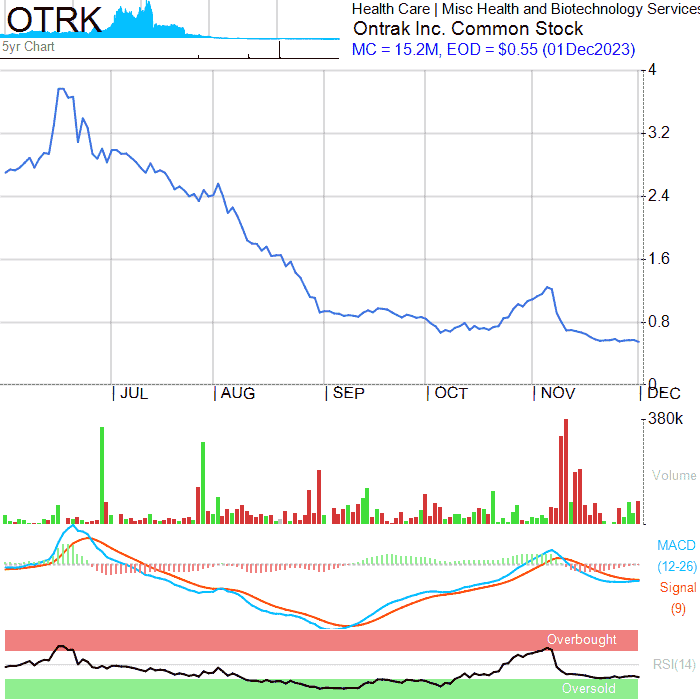 OTRK
5yr Chart
Health Care | Misc Health and Biotechnology Services
Ontrak Inc. Common Stock
MC = 15.2M, EOD = $0.55 (01Dec2023)
4
3.2
2.4
1.6
0.8
0
JUL AUG SEP OCT NOV DEC
380k
Volume
MACD
(12-26)
Signal
(9)
Overbought
RSI(14)
Oversold